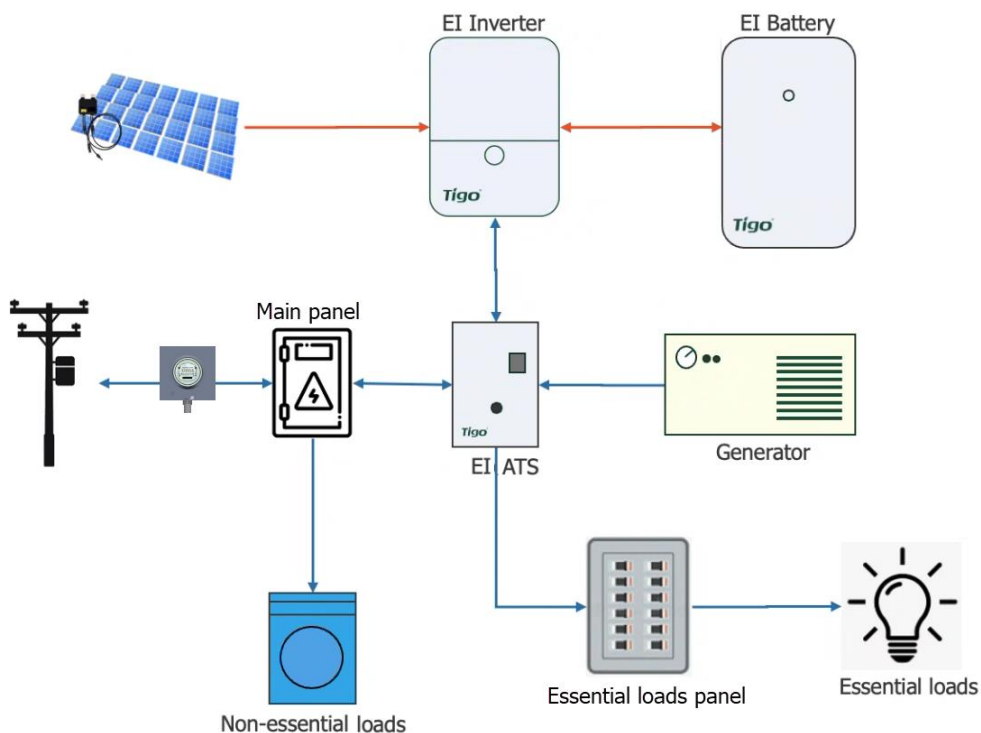 EI Inverter
EI Battery
Tigo
Tigo
Main panel
Tigo
Generator
EI ATS
Essential loads panel
Essential loads
Non-essential loads